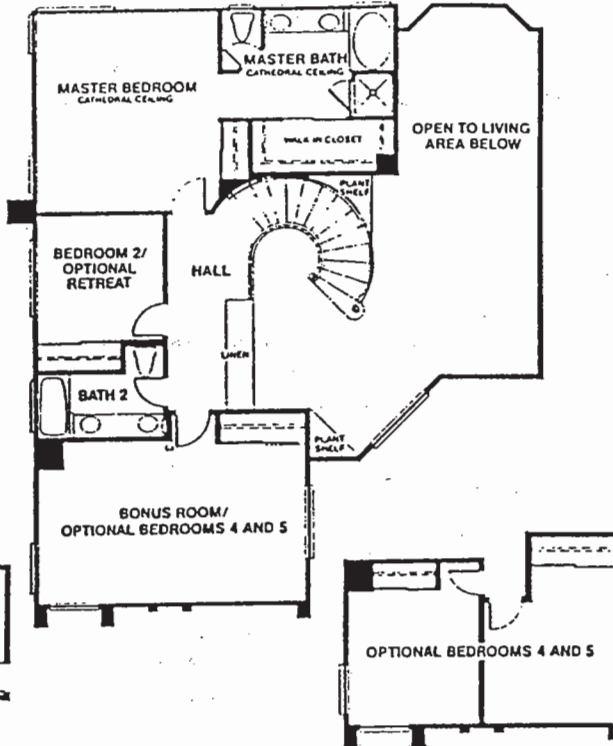 MASTER BATH
CATHEDRAL CEILING
MASTER BEDROOM
CATHEDRAL CEILING
WALK IN CLOSET
OPEN TO LIVING
AREA BELOW
PLANT
SHELF
BEDROOM 2/
OPTIONAL
RETREAT
HALL
LINEN
BATH 2
PLANT
SHELF
BONUS ROOM/
OPTIONAL BEDROOMS 4 AND 5
OPTIONAL BEDROOMS 4 AND 5